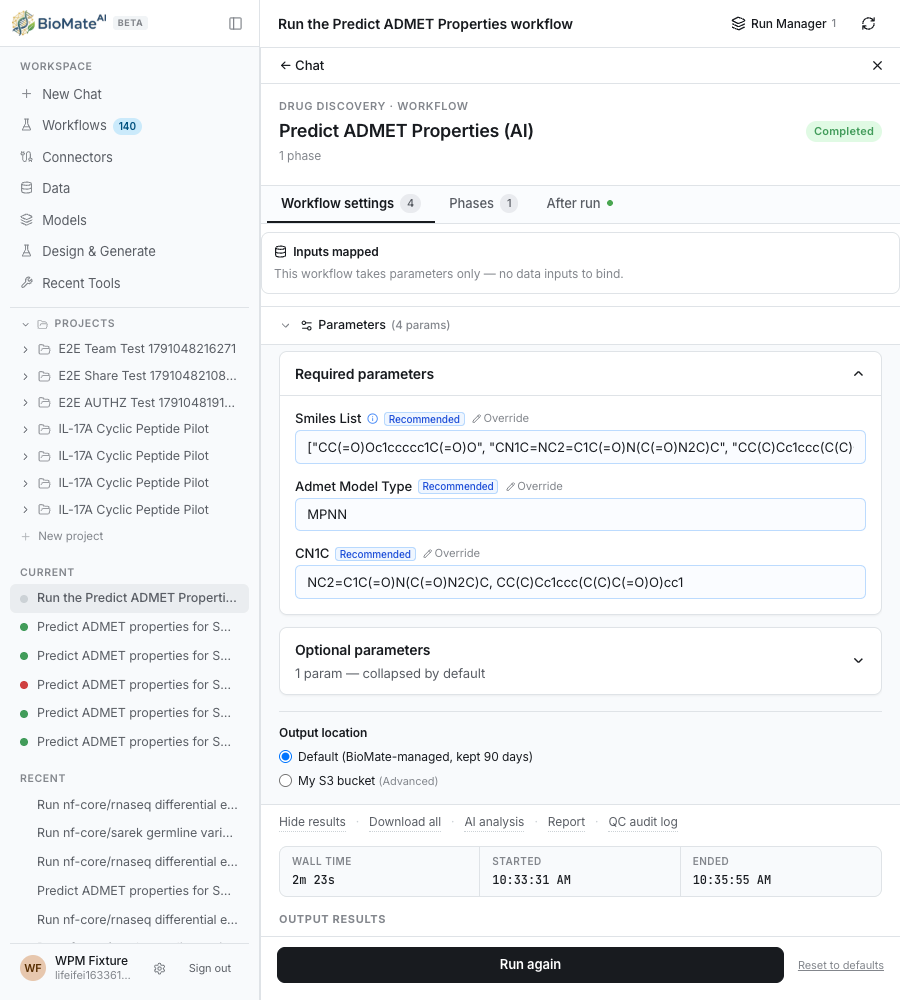 BioMate AI BETA
WORKSPACE
New Chat
Workflows 140
Connectors
Data
Models
Design & Generate
Recent Tools
PROJECTS
E2E Team Test 1791048216271
E2E Share Test 17910482108...
E2E AUTHZ Test 1791048191...
IL-17A Cyclic Peptide Pilot
IL-17A Cyclic Peptide Pilot
IL-17A Cyclic Peptide Pilot
IL-17A Cyclic Peptide Pilot
New project
CURRENT
Run the Predict ADMET Properti...
Predict ADMET properties for S...
Predict ADMET properties for S...
Predict ADMET properties for S...
Predict ADMET properties for S...
Predict ADMET properties for S...
RECENT
Run nf-core/rnaseq differential e...
Run nf-core/sarek germline vari...
Run nf-core/rnaseq differential e...
Predict ADMET properties for S...
Run nf-core/rnaseq differential e...
WF WPM Fixture
lifeifei163361...
Sign out
Run the Predict ADMET Properties workflow
Run Manager 1
Chat
DRUG DISCOVERY · WORKFLOW
Predict ADMET Properties (AI)
Completed
1 phase
Workflow settings 4 Phases 1 After run
Inputs mapped
This workflow takes parameters only — no data inputs to bind.
Parameters (4 params)
Required parameters
Smiles List Recommended Override
["CC(=O)Oc1ccccc1C(=O)O", "CN1C=NC2=C1C(=O)N(C(=O)N2C)C", "CC(C)Cc1ccc(C(C)
Admet Model Type Recommended Override
MPNN
CN1C Recommended Override
NC2=C1C(=O)N(C(=O)N2C)C, CC(C)Cc1ccc(C(C)C(=O)O)cc1
Optional parameters
1 param — collapsed by default
Output location
Default (BioMate-managed, kept 90 days)
My S3 bucket (Advanced)
Hide results · Download all · AI analysis · Report · QC audit log
WALL TIME STARTED ENDED
2m 23s 10:33:31 AM 10:35:55 AM
OUTPUT RESULTS
Run again
Reset to defaults